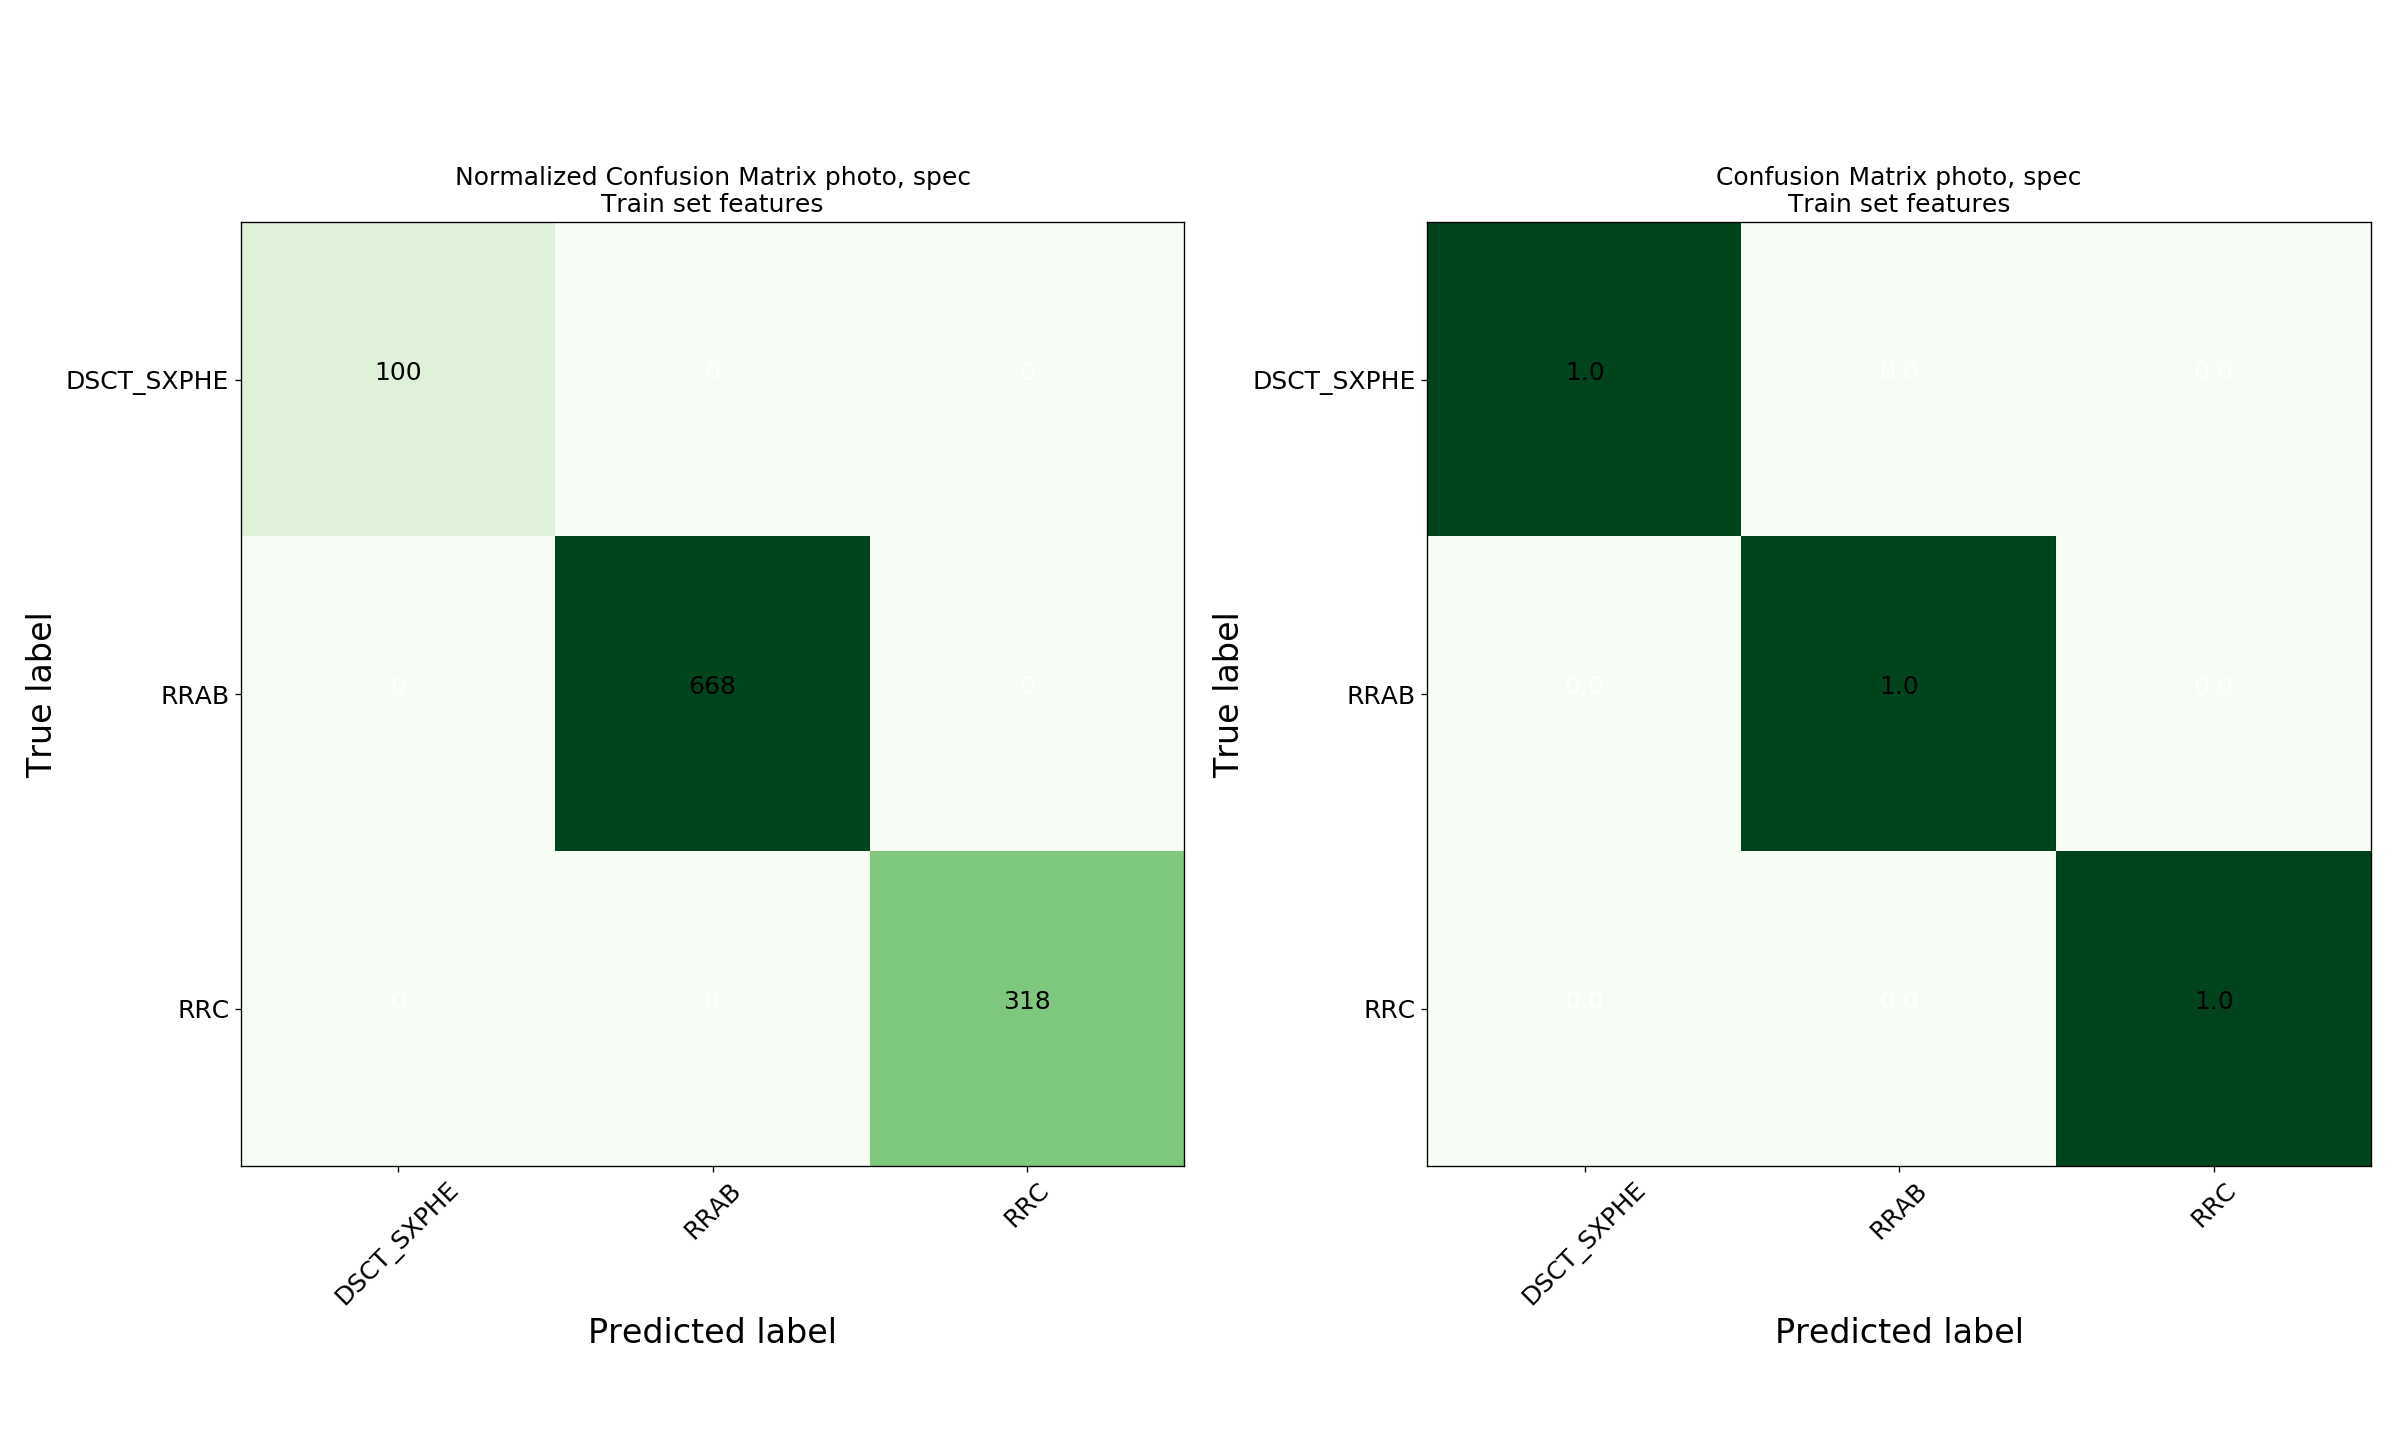 Normalized Confusion Matrix photo, spec
Train set features
True label
DSCT_SXPHE
100
0
0
RRAB
0
668
0
RRC
0
0
318
DSCT_SXPHE
RRAB
RRC
Predicted label
Confusion Matrix photo, spec
Train set features
True label
DSCT_SXPHE
1.0
0.0
0.0
RRAB
0.0
1.0
0.0
RRC
0.0
0.0
1.0
DSCT_SXPHE
RRAB
RRC
Predicted label